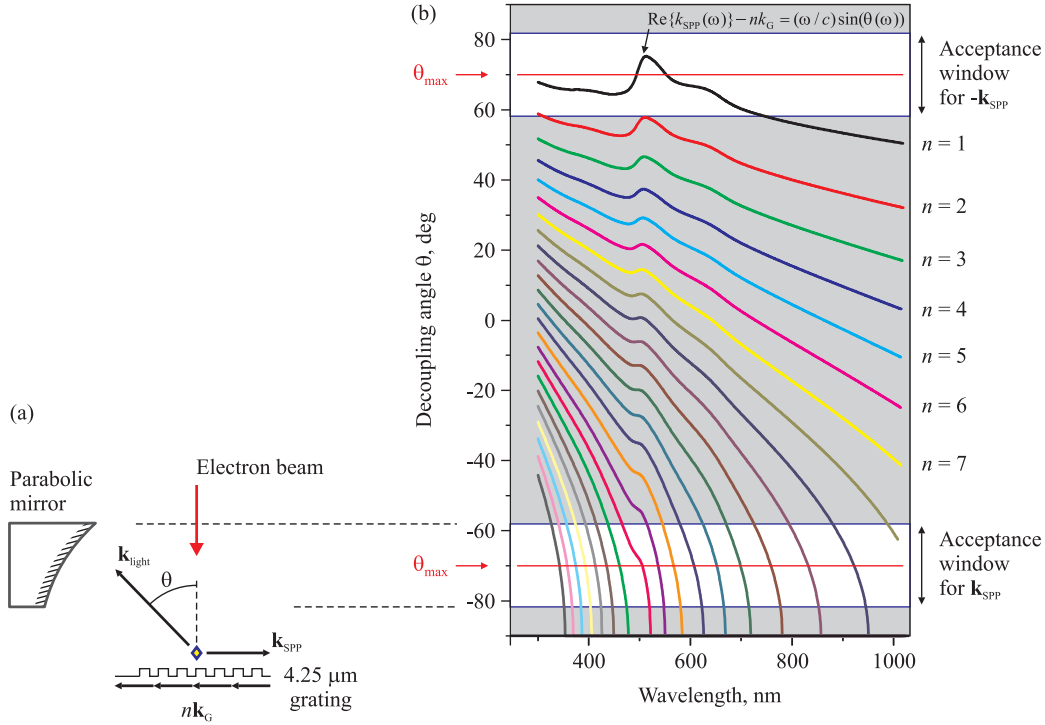 (a)
Parabolic
mirror
Electron beam
k_light
θ
k_SPP
4.25 μm
grating
nk_G
(b)
Re{k_SPP(ω)}−nk_G = (ω/c)sin(θ(ω))
θ_max
θ_max
Decoupling angle θ, deg
80
60
40
20
0
-20
-40
-60
-80
400
600
800
1000
Wavelength, nm
Acceptance
window
for -k_SPP
n = 1
n = 2
n = 3
n = 4
n = 5
n = 6
n = 7
Acceptance
window
for k_SPP